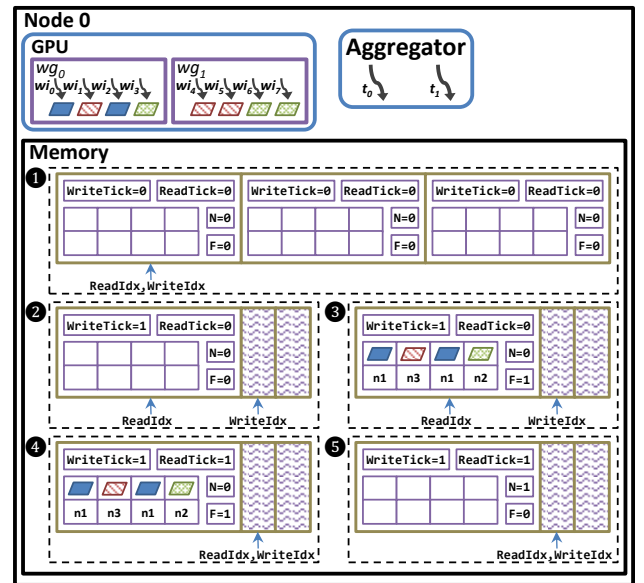 Node 0
GPU
wg0
wi0 wi1 wi2 wi3
wg1
wi4 wi5 wi6 wi7
Aggregator
t0 t1
Memory
1
WriteTick=0 ReadTick=0 WriteTick=0 ReadTick=0 WriteTick=0 ReadTick=0
N=0 N=0 N=0
F=0 F=0 F=0
ReadIdx,WriteIdx
2
WriteTick=1 ReadTick=0
N=0
F=0
ReadIdx WriteIdx
3
WriteTick=1 ReadTick=0
N=0
n1 n3 n1 n2 F=1
ReadIdx WriteIdx
4
WriteTick=1 ReadTick=1
N=0
n1 n3 n1 n2 F=1
ReadIdx,WriteIdx
5
WriteTick=1 ReadTick=1
N=1
F=0
ReadIdx,WriteIdx